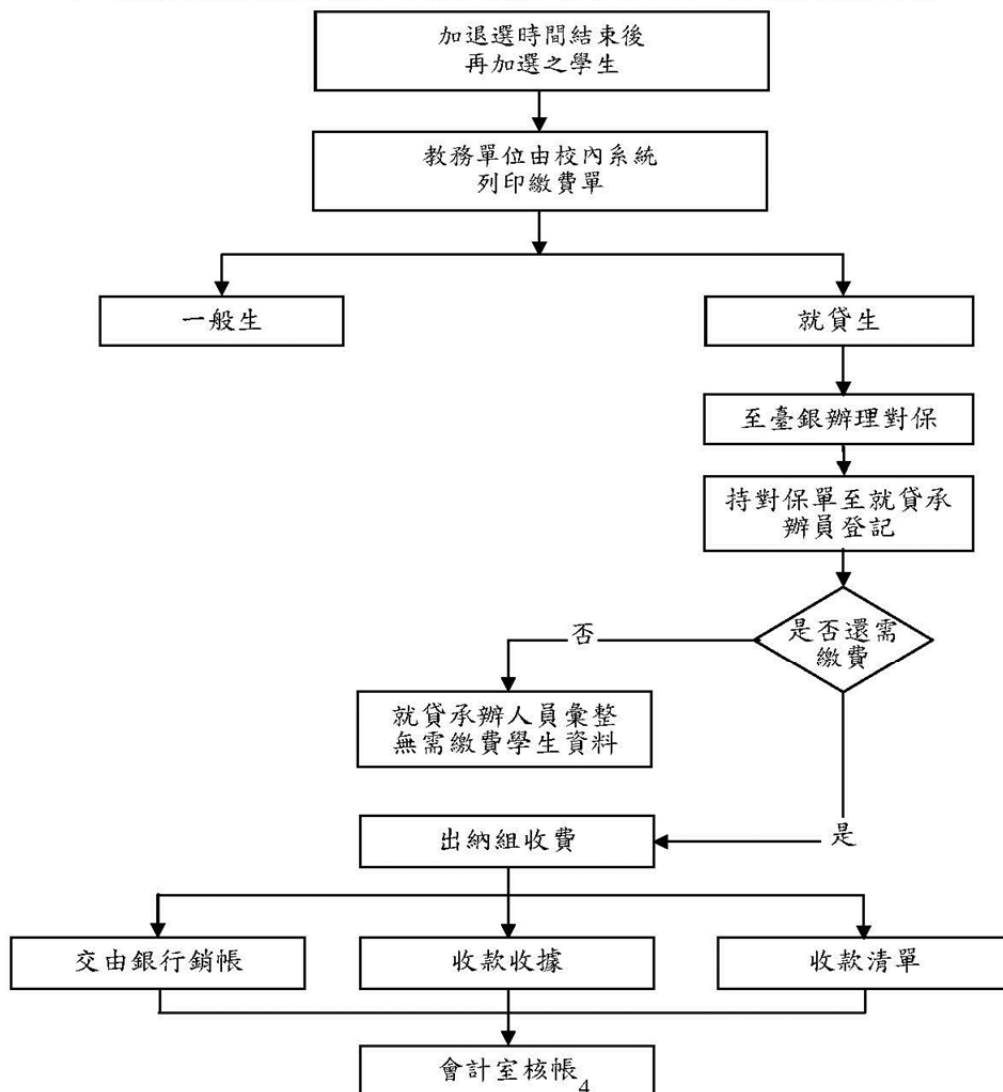 加退選時間結束後
再加選之學生
教務單位由校內系統
列印繳費單
一般生
就貸生
至臺銀辦理對保
持對保單至就貸承
辦員登記
是否還需
繳費
否
就貸承辦人員彙整
無需繳費學生資料
是
出納組收費
交由銀行銷帳
收款收據
收款清單
會計室核帳
4